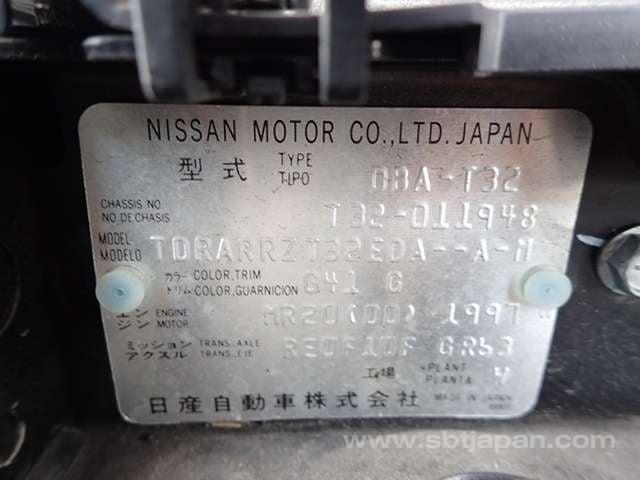 NISSAN MOTOR CO.,LTD. JAPAN
型式 TYPE TIPO DBA-T32
CHASSIS NO. NO. DE CHASIS T32-011948
MODEL MODELO TDRARRZT32EDA--A-M
カラー トリム COLOR,TRIM COLOR,GUARNICION G41 G
エンジン ENGINE MOTOR MR20(DD) 1997
ミッション アクスル TRANS.,AXLE TRANS.,EJE RE0F10F GR53
工場 PLANT PLANTA
日産自動車株式会社 MADE IN JAPAN
www.sbtjapan.com